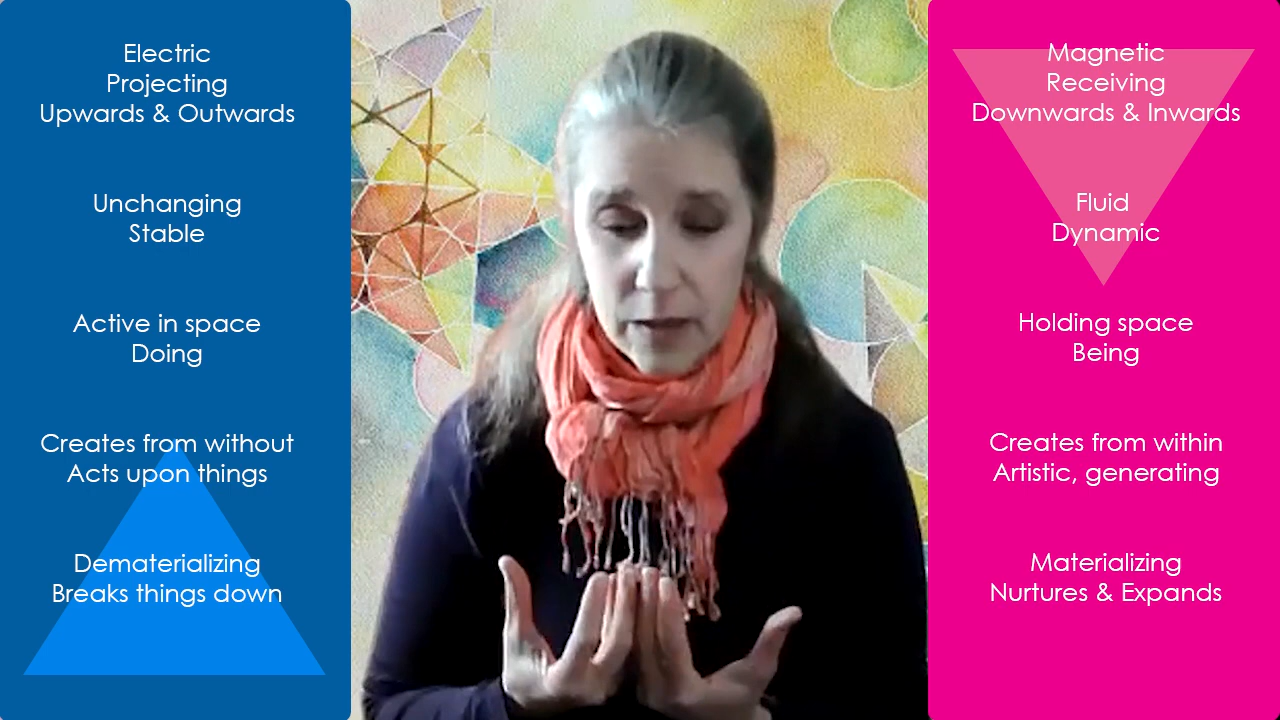 Electric
Projecting
Upwards & Outwards
Unchanging
Stable
Active in space
Doing
Creates from without
Acts upon things
Dematerializing
Breaks things down
Magnetic
Receiving
Downwards & Inwards
Fluid
Dynamic
Holding space
Being
Creates from within
Artistic, generating
Materializing
Nurtures & Expands